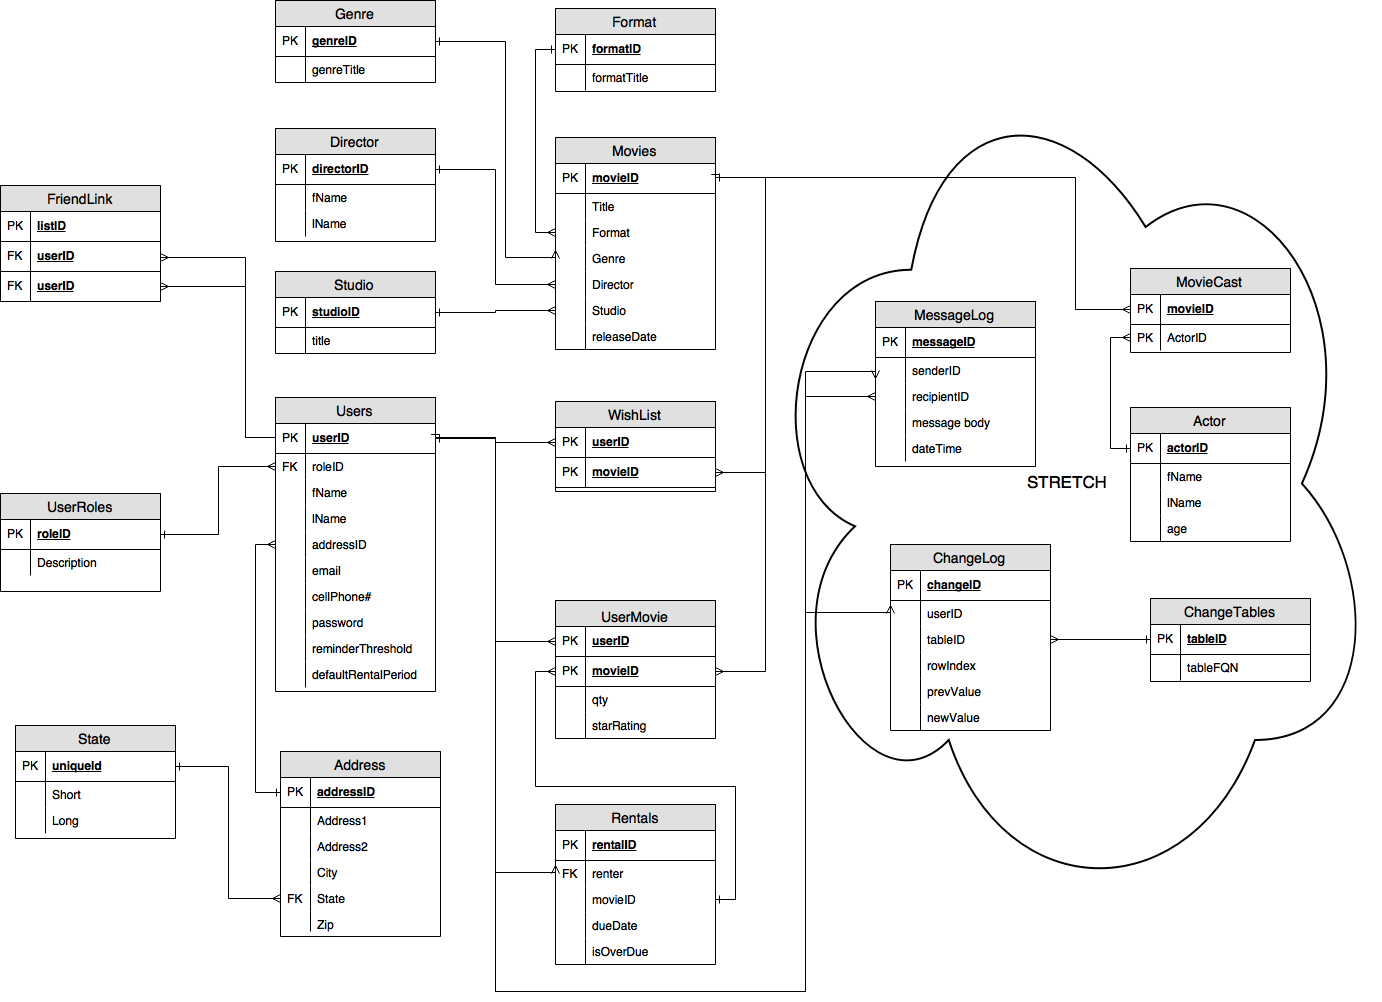 Genre
PK genreID
genreTitle
Format
PK formatID
formatTitle
Director
PK directorID
fName
lName
Movies
PK movieID
Title
Format
Genre
Director
Studio
releaseDate
FriendLink
PK listID
FK userID
FK userID
Studio
PK studioID
title
Users
PK userID
FK roleID
fName
lName
addressID
email
cellPhone#
password
reminderThreshold
defaultRentalPeriod
WishList
PK userID
PK movieID
UserRoles
PK roleID
Description
UserMovie
PK userID
PK movieID
qty
starRating
State
PK uniqueId
Short
Long
Address
PK addressID
Address1
Address2
City
FK State
Zip
Rentals
PK rentalID
FK renter
movieID
dueDate
isOverDue
MessageLog
PK messageID
senderID
recipientID
message body
dateTime
MovieCast
PK movieID
PK ActorID
Actor
PK actorID
fName
lName
age
STRETCH
ChangeLog
PK changeID
userID
tableID
rowIndex
prevValue
newValue
ChangeTables
PK tableID
tableFQN